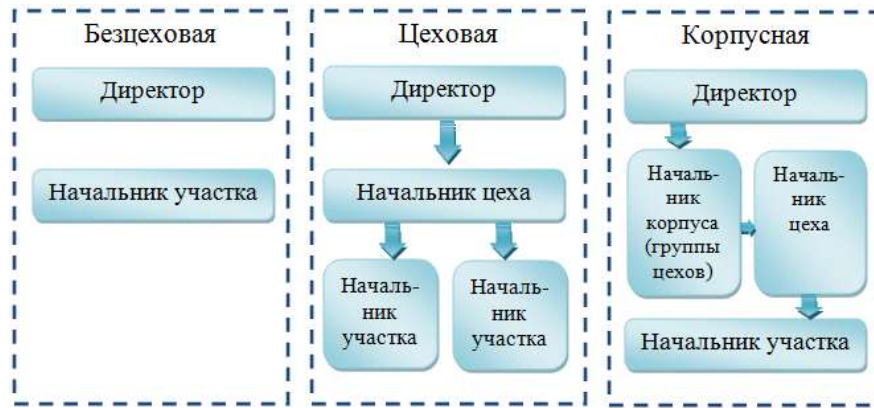 Безцеховая
Директор
Начальник участка
Цеховая
Директор
Начальник цеха
Началь-
ник
участка
Началь-
ник
участка
Корпусная
Директор
Началь-
ник
корпуса
(группы
цехов)
Началь-
ник
цеха
Начальник участка